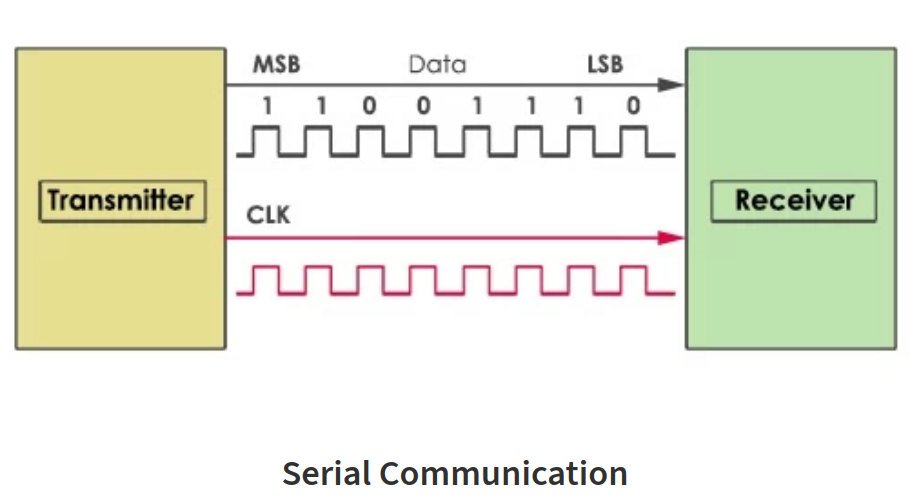 MSB Data LSB
1 1 0 0 1 1 1 0
Transmitter
Receiver
CLK
Serial Communication